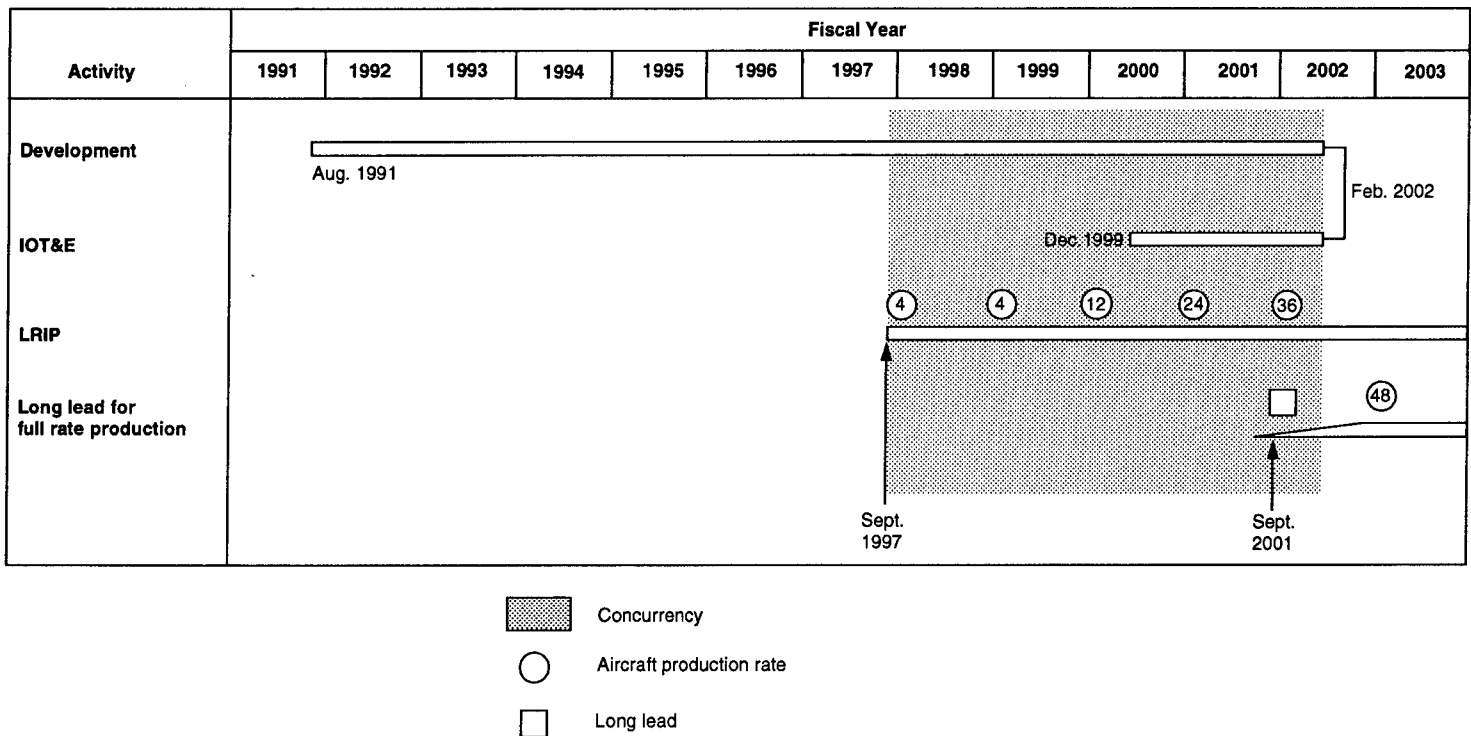 Fiscal Year
Activity
1991 1992 1993 1994 1995 1996 1997 1998 1999 2000 2001 2002 2003
Development
Aug. 1991
Feb. 2002
IOT&E
Dec. 1999
4 4 12 24 36
LRIP
Long lead for
full rate production
48
Sept.
1997
Sept.
2001
Concurrency
Aircraft production rate
Long lead